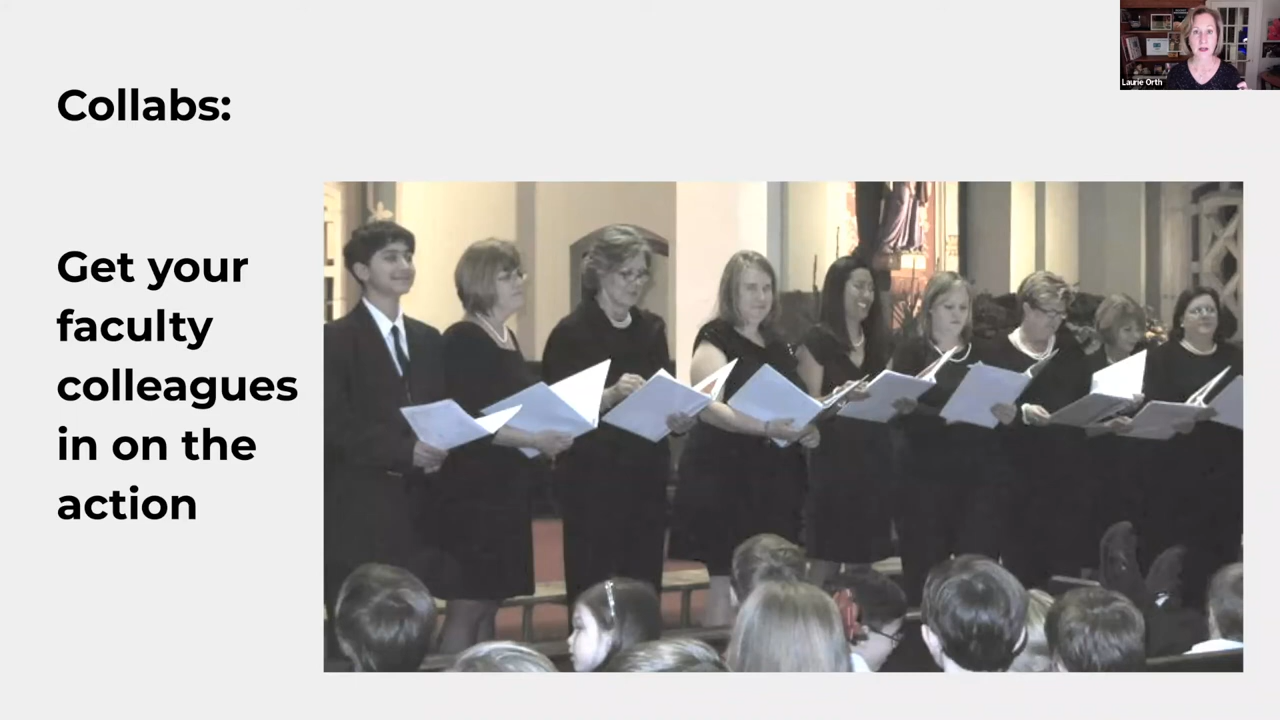 Laurie Orth
Collabs:
Get your
faculty
colleagues
in on the
action